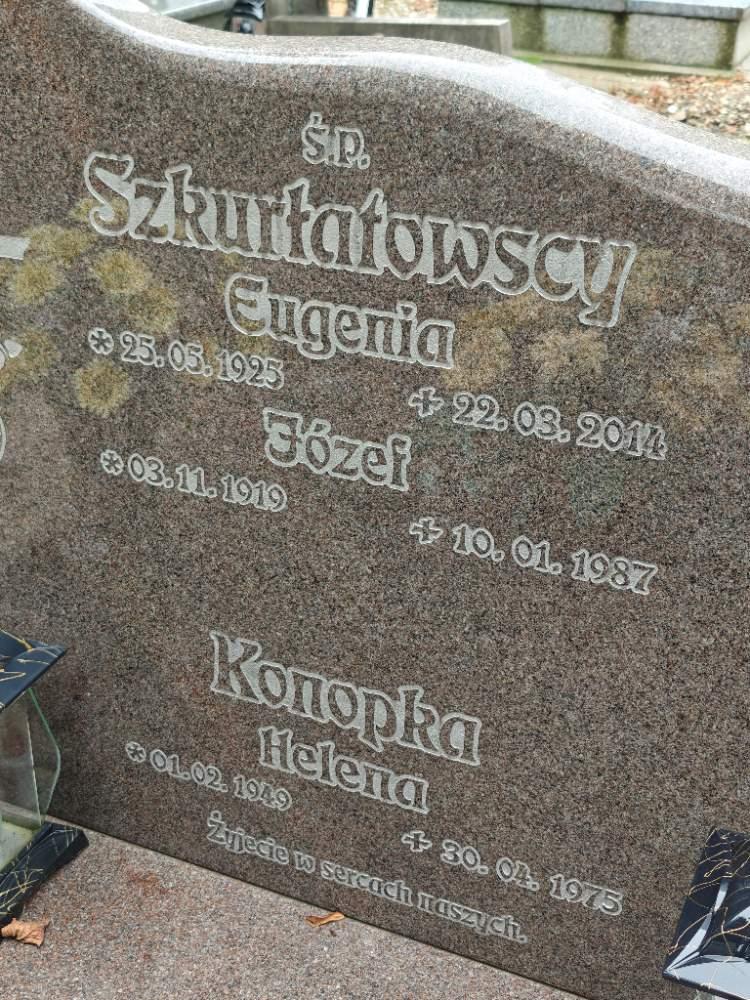 Ś.P.
Szkurłatowscy
Eugenia
* 25.05.1925
+ 22.03.2014
Józef
* 03.11.1919
+ 10.01.1987
Konopka
Helena
* 01.02.1949
+ 30.04.1975
Żyjecie w sercach naszych.